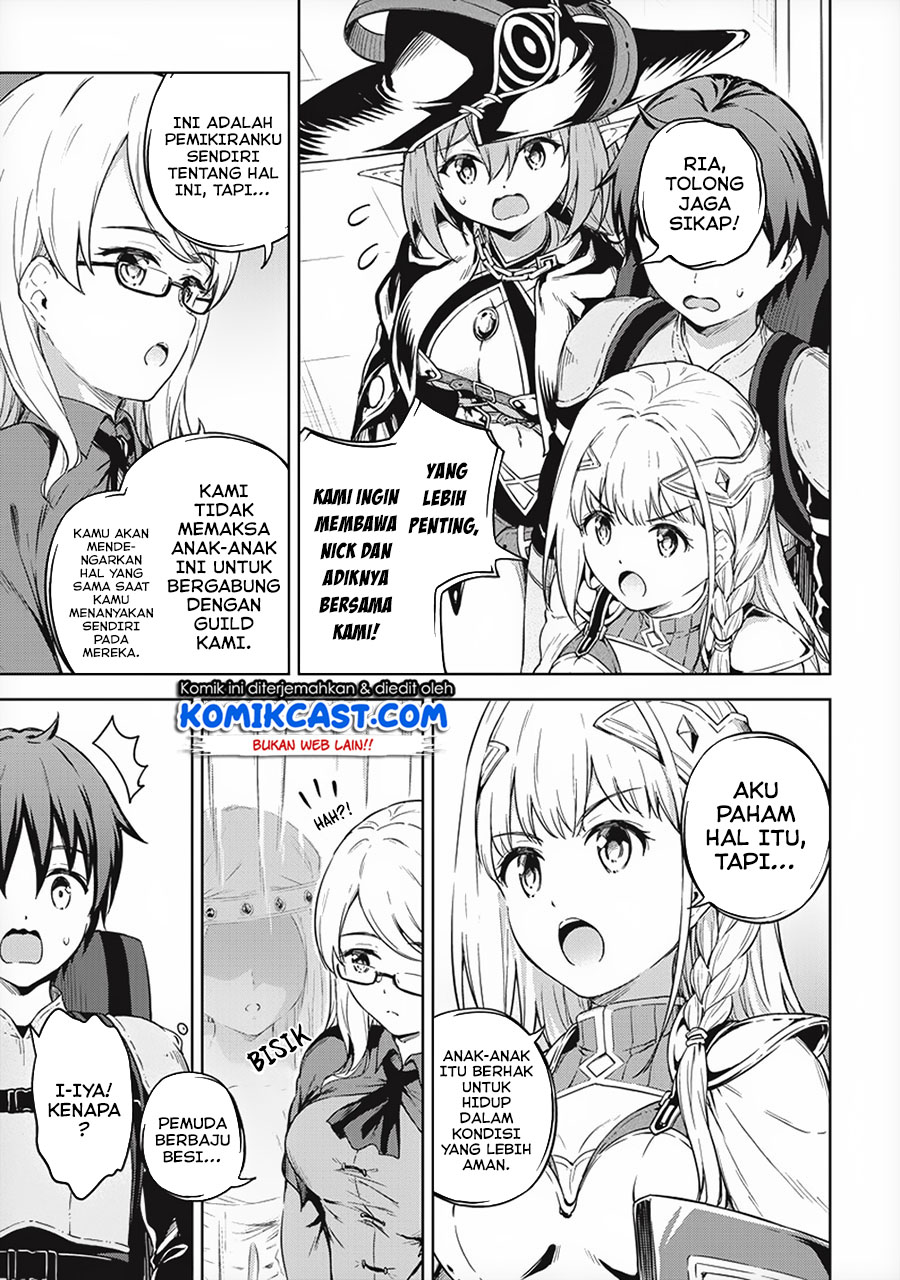 RIA,
TOLONG
JAGA
SIKAP!
YANG
LEBIH
PENTING,
KAMI INGIN
MEMBAWA
NICK DAN
ADIKNYA
BERSAMA
KAMI!
INI ADALAH
PEMIKIRANKU
SENDIRI
TENTANG HAL
INI, TAPI...
KAMI
TIDAK
MEMAKSA
ANAK-ANAK
INI UNTUK
BERGABUNG
DENGAN
GUILD
KAMI.
KAMU AKAN
MENDE-
NGARKAN
HAL YANG
SAMA SAAT
KAMU
MENANYAKAN
SENDIRI
PADA
MEREKA.
Komik ini diterjemahkan & diedit oleh
KOMIKCAST.COM
BUKAN WEB LAIN!!
AKU
PAHAM
HAL ITU,
TAPI...
ANAK-ANAK
ITU BERHAK
UNTUK
HIDUP
DALAM
KONDISI
YANG LEBIH
AMAN.
HAH?!
BISIK
PEMUDA
BERBAJU
BESI...
I-IYA!
KENAPA
?